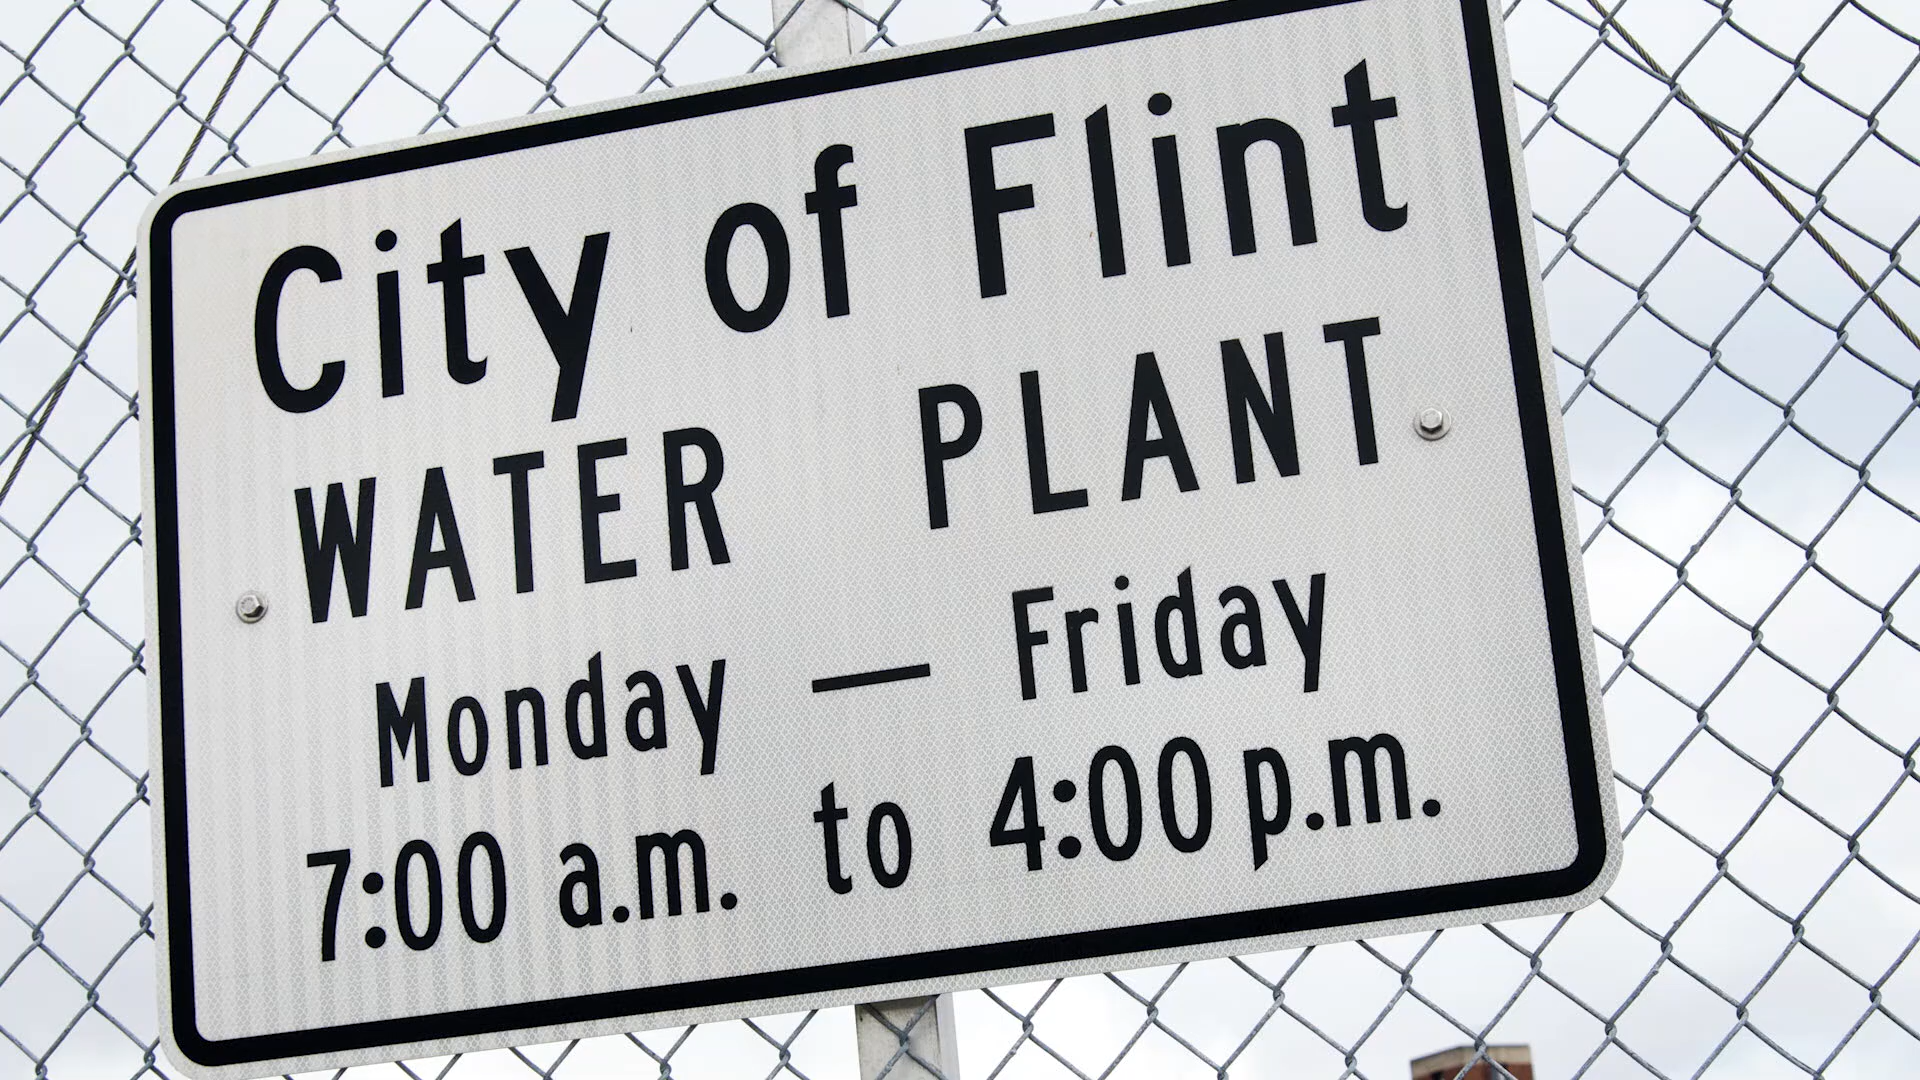 City of Flint
WATER PLANT
Monday — Friday
7:00 a.m. to 4:00 p.m.